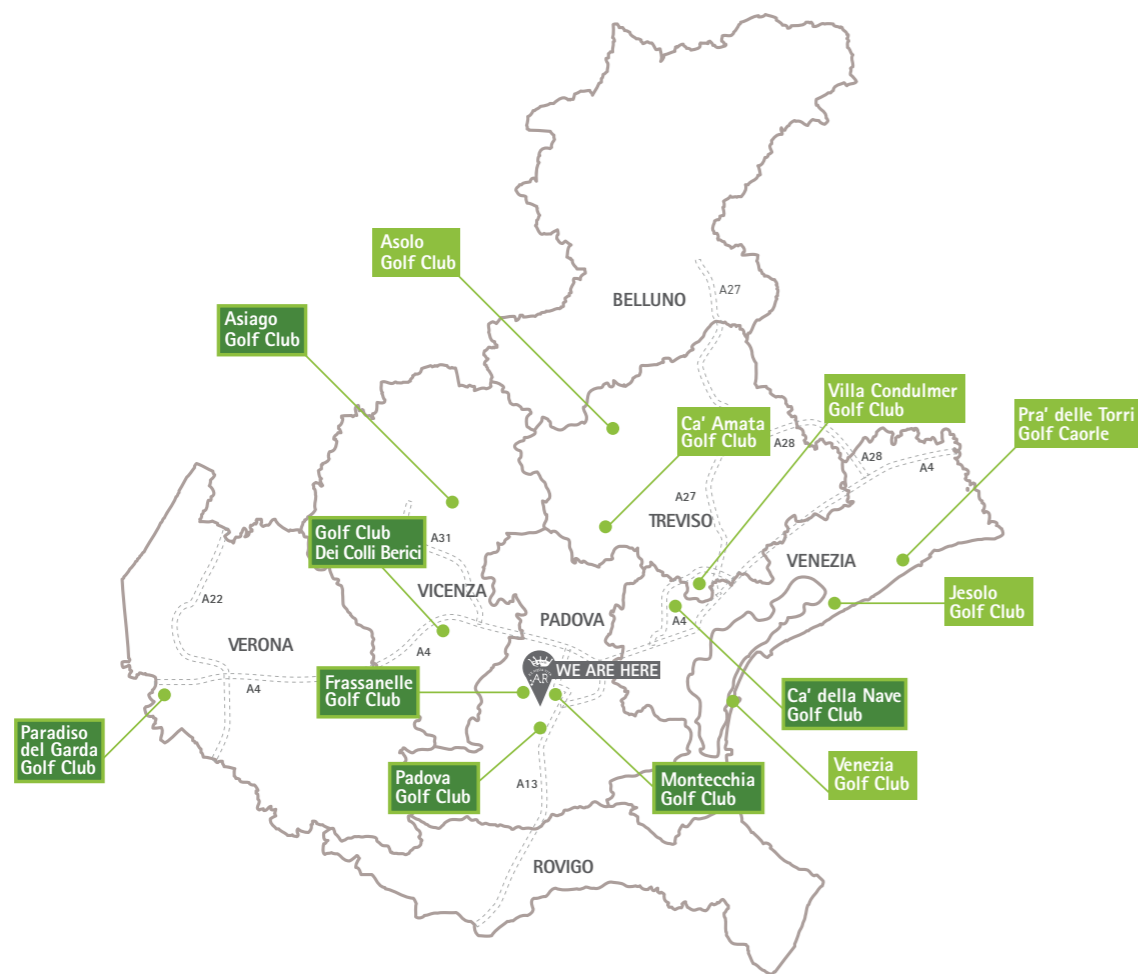 Asolo
Golf Club
BELLUNO
A27
Asiago
Golf Club
Villa Condulmer
Golf Club
Ca' Amata
Golf Club
Pra' delle Torri
Golf Caorle
A28
A28
A4
A27
TREVISO
Golf Club
Dei Colli Berici
A31
VICENZA
VENEZIA
A22
Jesolo
Golf Club
PADOVA
A4
VERONA
A4
WE ARE HERE
AR
A4
Frassanelle
Golf Club
Ca' della Nave
Golf Club
Paradiso
del Garda
Golf Club
Padova
Golf Club
A13
Montecchia
Golf Club
Venezia
Golf Club
ROVIGO